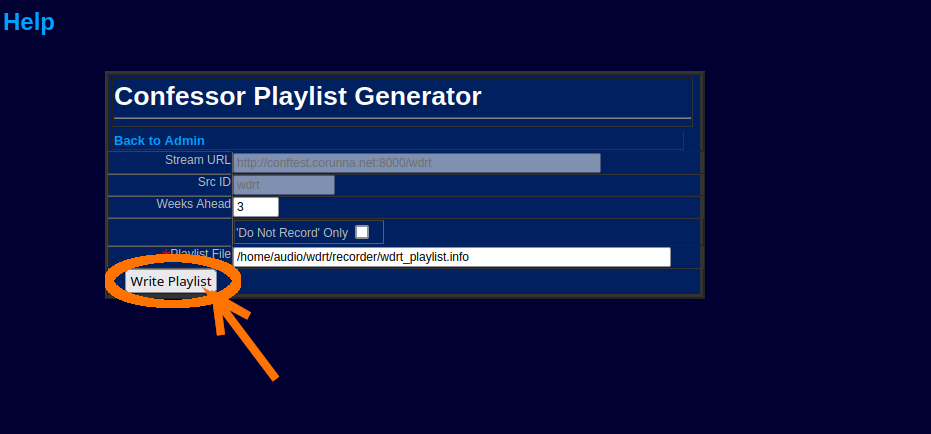 Help
Confessor Playlist Generator
Back to Admin
Stream URL http://conftest.corunna.net:8000/wdrt
Src ID wdrt
Weeks Ahead 3
'Do Not Record' Only
*Playlist File /home/audio/wdrt/recorder/wdrt_playlist.info
Write Playlist